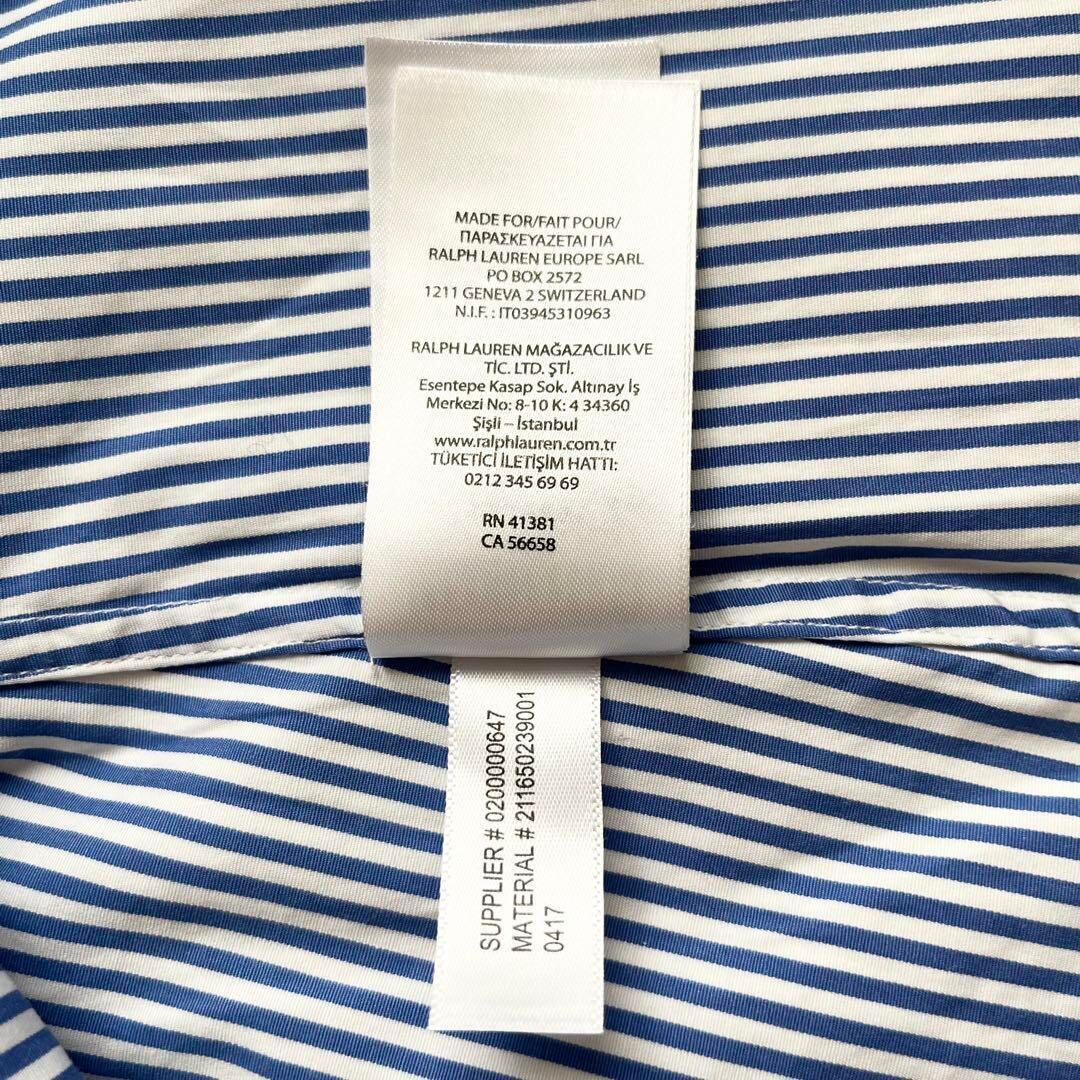 MADE FOR/FAIT POUR/
ΠΑΡΑΣΚΕΥΑΖΕΤΑΙ ΓΙΑ
RALPH LAUREN EUROPE SARL
PO BOX 2572
1211 GENEVA 2 SWITZERLAND
N.I.F. : IT03945310963
RALPH LAUREN MAĞAZACILIK VE
TİC. LTD. ŞTİ.
Esentepe Kasap Sok. Altınay İş
Merkezi No: 8-10 K: 4 34360
Şişli – İstanbul
www.ralphlauren.com.tr
TÜKETİCİ İLETİŞİM HATTI:
0212 345 69 69
RN 41381
CA 56658
SUPPLIER # 0200000647
MATERIAL # 211650239001
0417